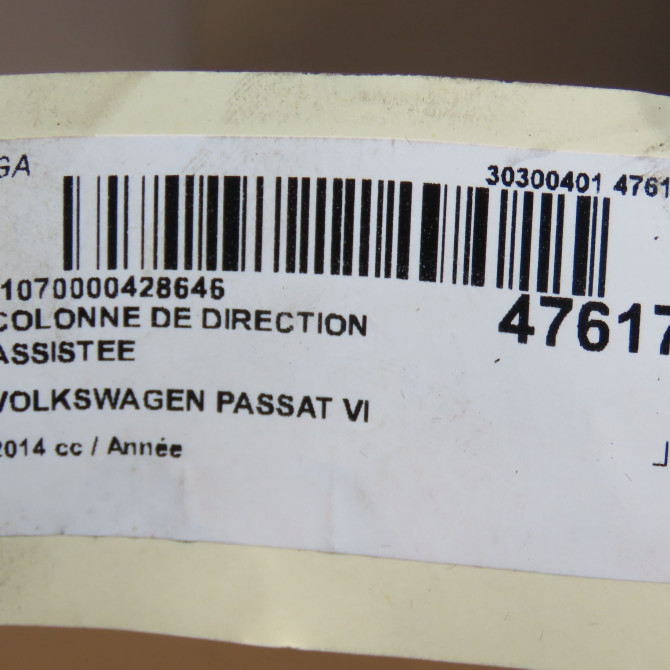 GA
30300401 4761
1070000428646
COLONNE DE DIRECTION
ASSISTEE
47617
VOLKSWAGEN PASSAT VI
2014 cc / Année